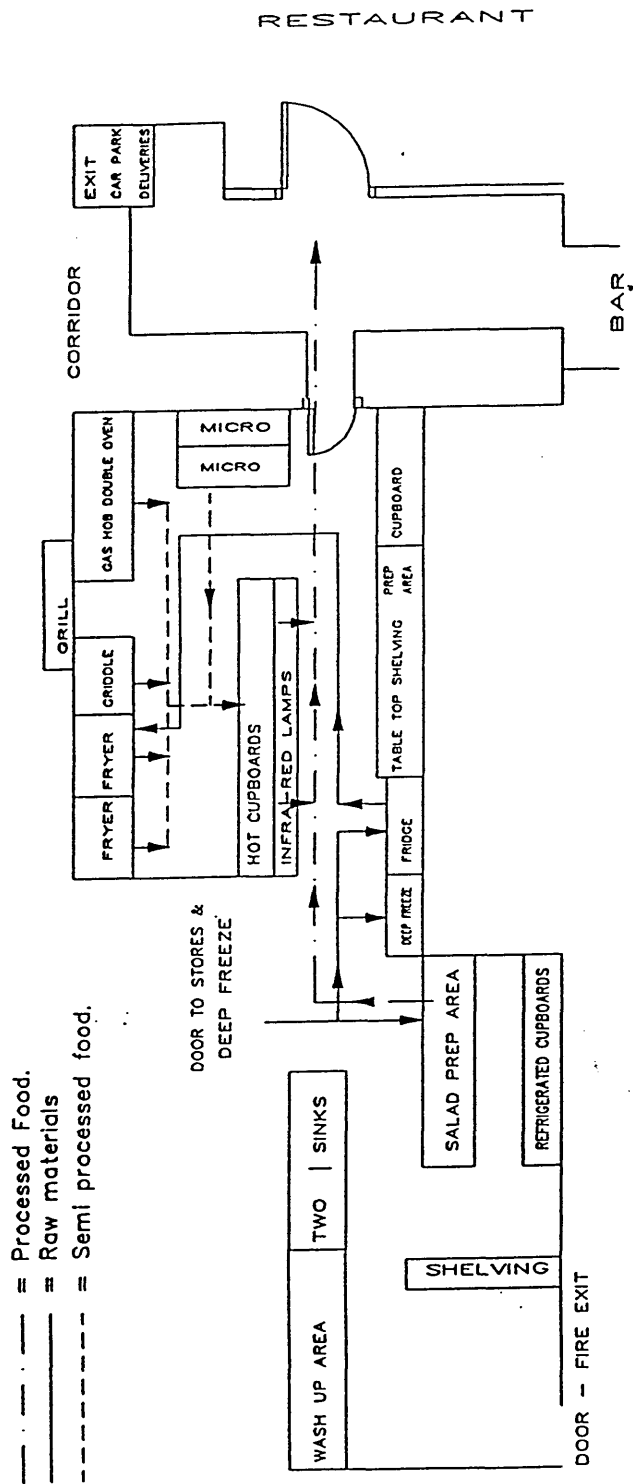 RESTAURANT
EXIT
CAR PARK
DELIVERIES
CORRIDOR
BAR
GRILL
GAS HOB DOUBLE OVEN
MICRO
MICRO
GRIDDLE
FRYER
FRYER
HOT CUPBOARDS
INFRA-RED LAMPS
CUPBOARD
PREP
AREA
TABLE TOP SHELVING
FRIDGE
DEEP FREEZE
DOOR TO STORES &
DEEP FREEZE
SALAD PREP AREA
REFRIGERATED CUPBOARDS
TWO | SINKS
WASH UP AREA
SHELVING
DOOR – FIRE EXIT
= Processed Food.
= Raw materials
= Semi processed food.